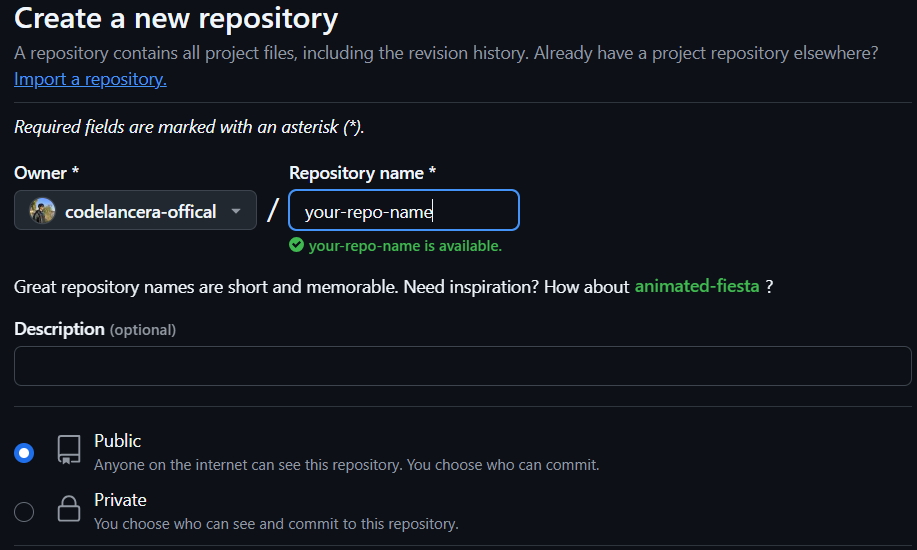 Create a new repository
A repository contains all project files, including the revision history. Already have a project repository elsewhere?
Import a repository.
Required fields are marked with an asterisk (*).
Owner *
Repository name *
codelancera-offical
/
your-repo-name
your-repo-name is available.
Great repository names are short and memorable. Need inspiration? How about animated-fiesta ?
Description (optional)
Public
Anyone on the internet can see this repository. You choose who can commit.
Private
You choose who can see and commit to this repository.